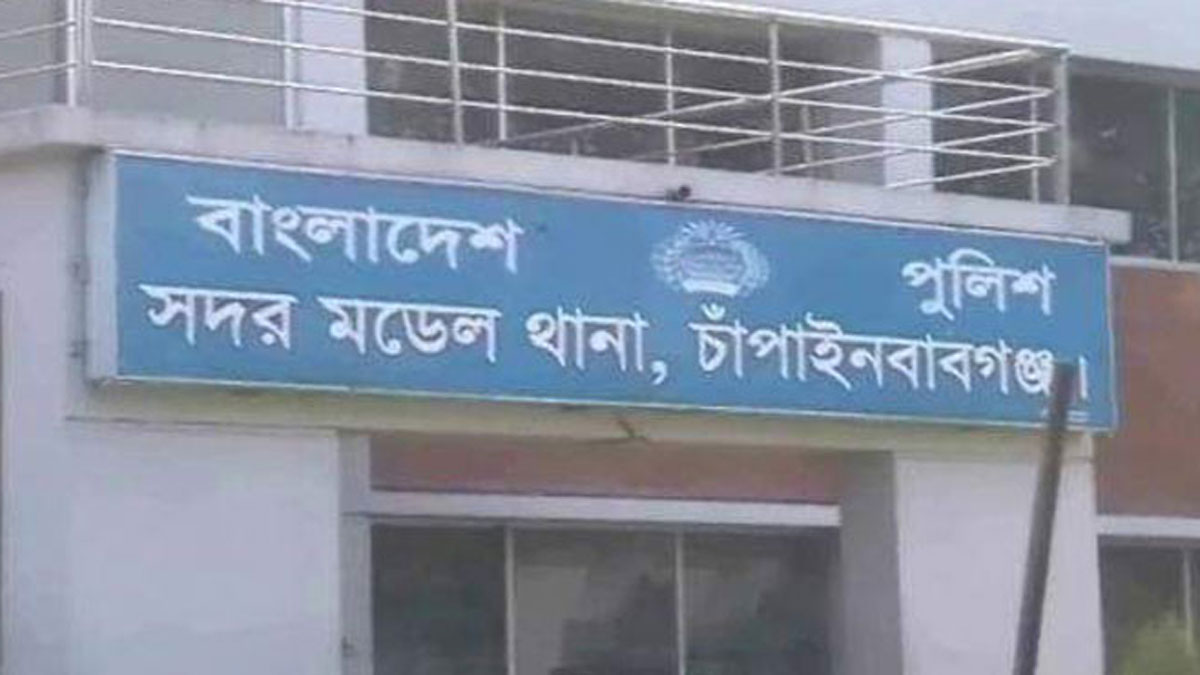 বাংলাদেশ পুলিশ
সদর মডেল থানা, চাঁপাইনবাবগঞ্জ।